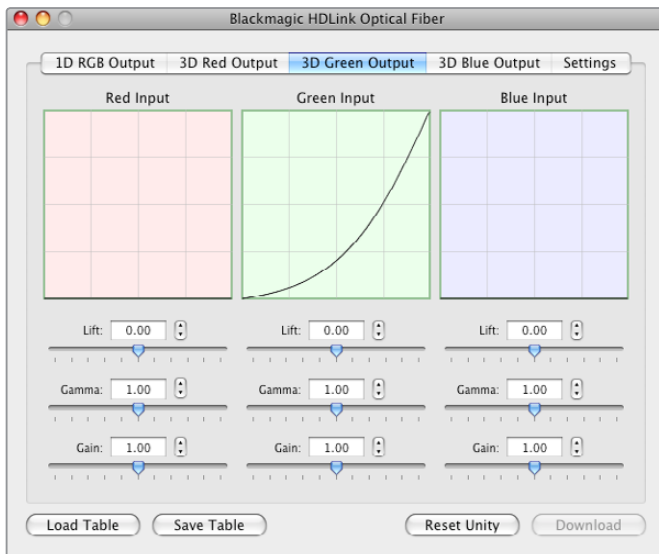 Blackmagic HDLink Optical Fiber
1D RGB Output 3D Red Output 3D Green Output 3D Blue Output Settings
Red Input Green Input Blue Input
Lift: 0.00 Lift: 0.00 Lift: 0.00
Gamma: 1.00 Gamma: 1.00 Gamma: 1.00
Gain: 1.00 Gain: 1.00 Gain: 1.00
Load Table Save Table Reset Unity Download